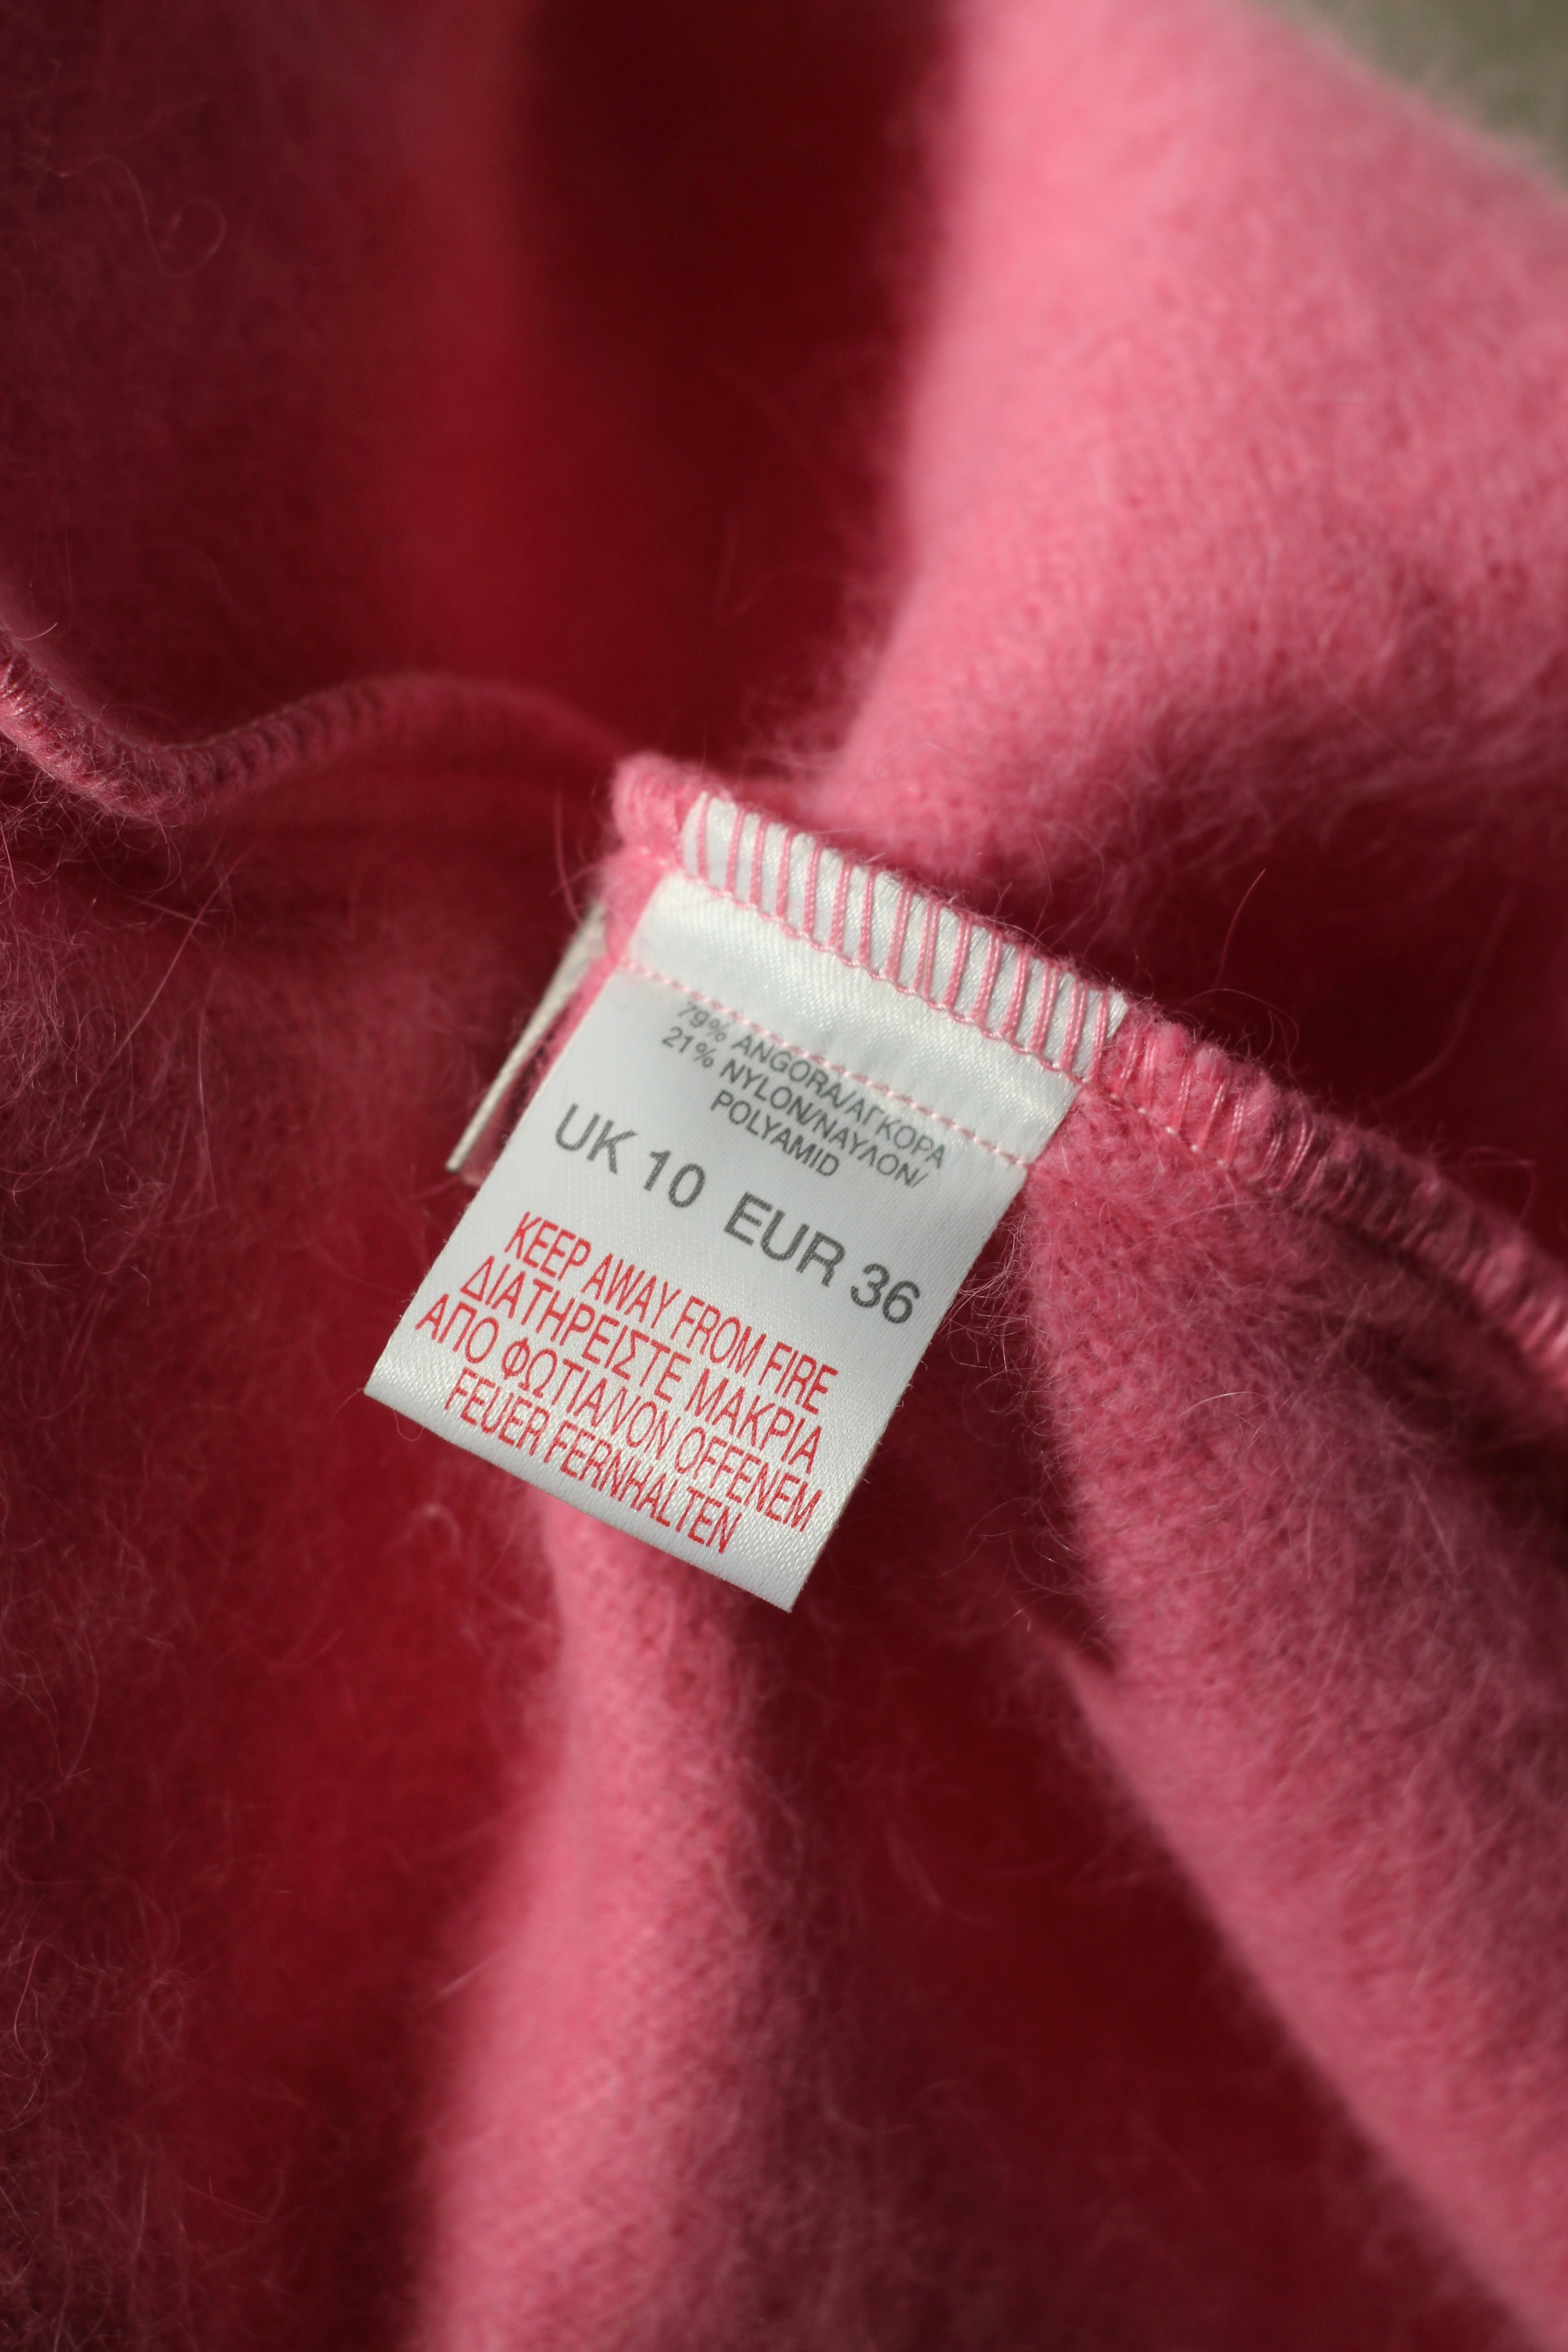 79% ANGORA/ΑΓΚΟΡΑ
21% NYLON/ΝΑΥΛΟΝ/
POLYAMID
UK 10 EUR 36
KEEP AWAY FROM FIRE
ΔΙΑΤΗΡΕΙΣΤΕ ΜΑΚΡΙΑ
ΑΠΟ ΦΩΤΙΑ/VON OFFENEM
FEUER FERNHALTEN